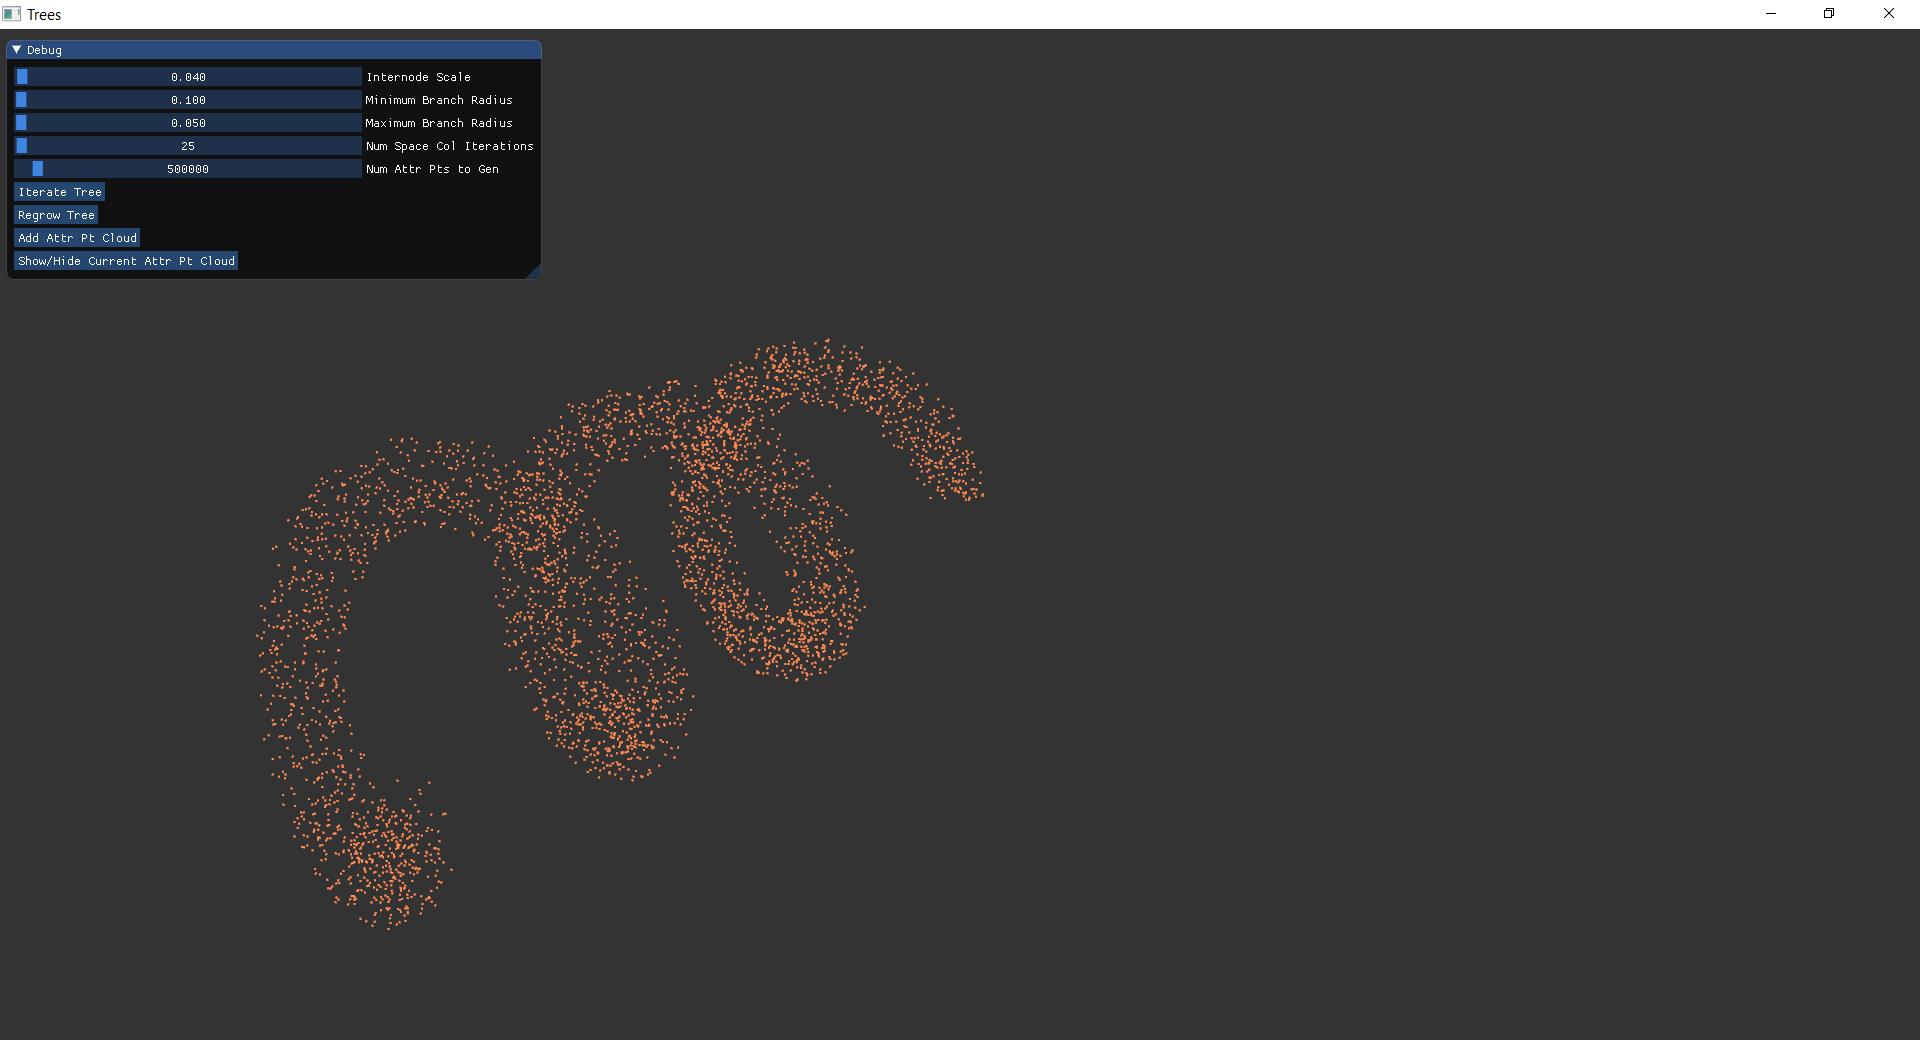 Trees
Debug
0.040 Internode Scale
0.100 Minimum Branch Radius
0.050 Maximum Branch Radius
25 Num Space Col Iterations
500000 Num Attr Pts to Gen
Iterate Tree
Regrow Tree
Add Attr Pt Cloud
Show/Hide Current Attr Pt Cloud